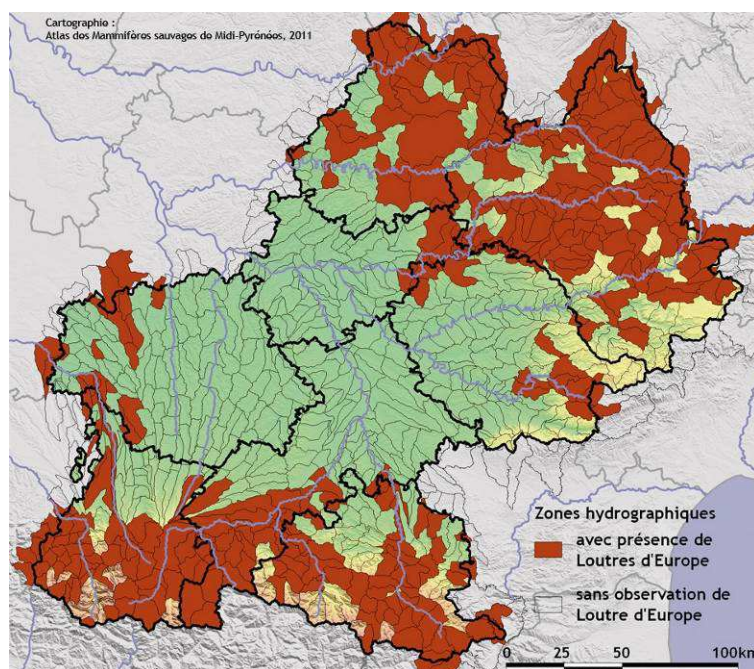 Cartographie :
Atlas des Mammifères sauvages de Midi-Pyrénées, 2011
Zones hydrographiques
avec présence de
Loutres d'Europe
sans observation de
Loutre d'Europe
0 25 50 100km